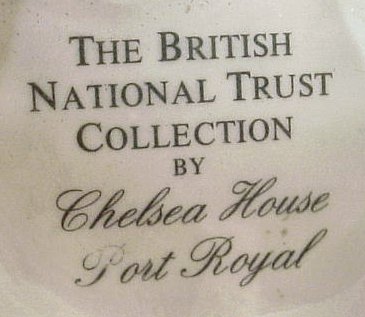 THE BRITISH
NATIONAL TRUST
COLLECTION
BY
Chelsea House
Port Royal